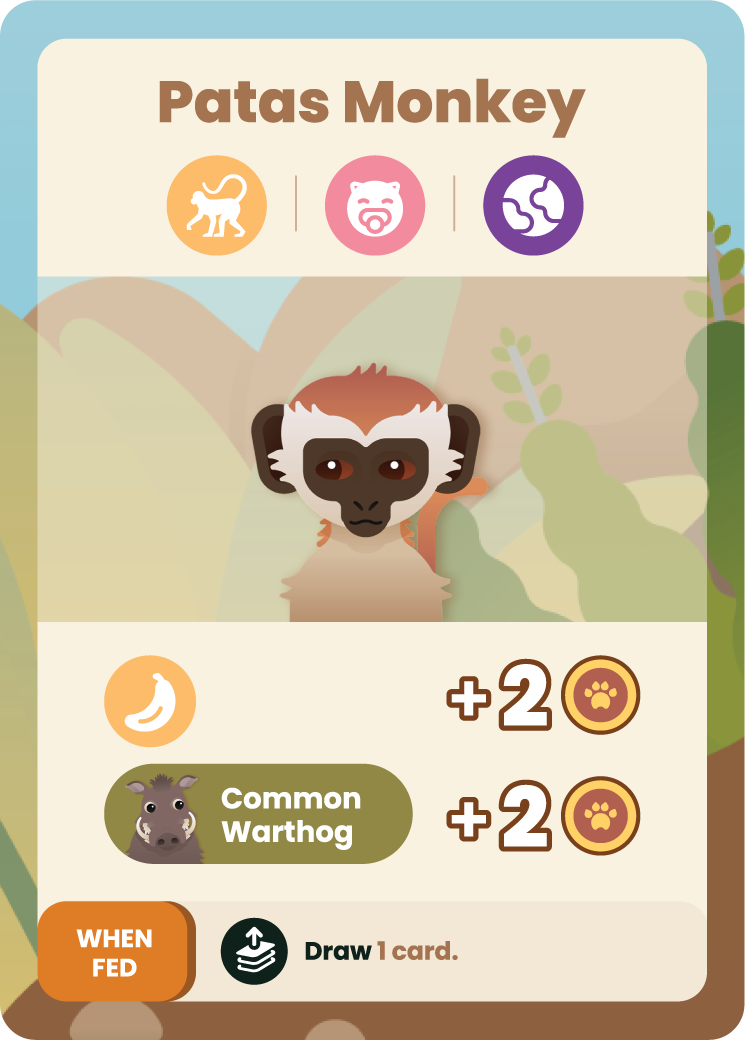 Patas Monkey
+2
Common
Warthog
+2
WHEN
FED
Draw 1 card.